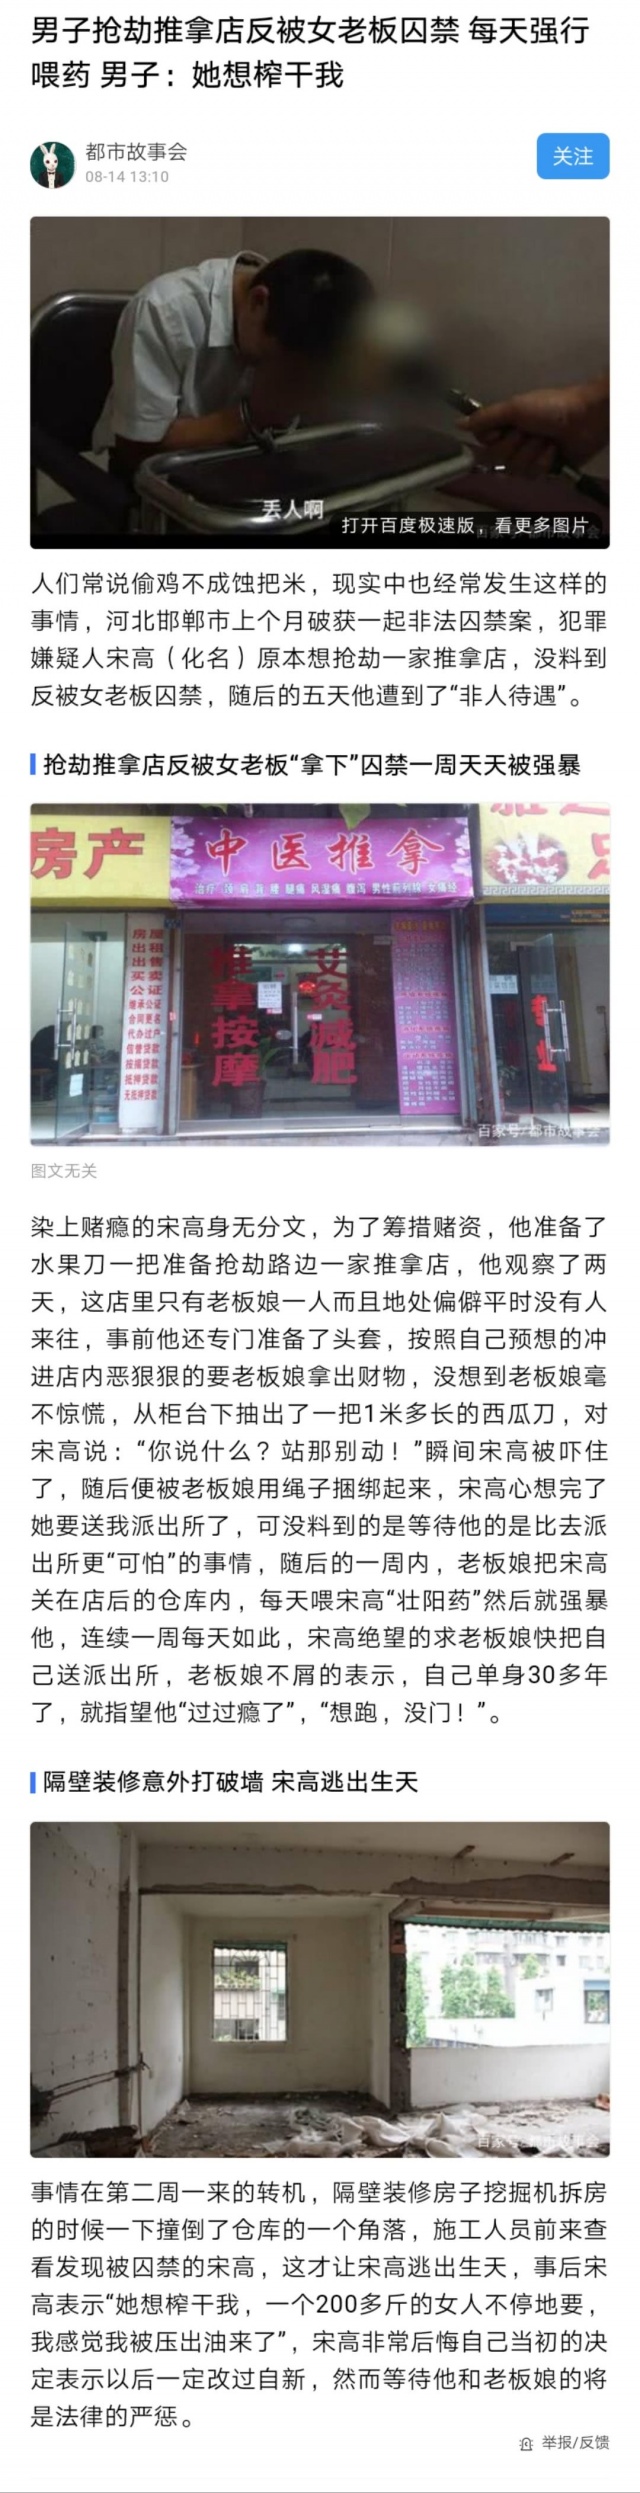 男子抢劫推拿店反被女老板囚禁 每天强行
喂药 男子：她想榨干我
都市故事会
08-14 13:10
关注
丢人啊
打开百度极速版，看更多图片
人们常说偷鸡不成蚀把米，现实中也经常发生这样的
事情，河北邯郸市上个月破获一起非法囚禁案，犯罪
嫌疑人宋高（化名）原本想抢劫一家推拿店，没料到
反被女老板囚禁，随后的五天他遭到了“非人待遇”。
抢劫推拿店反被女老板“拿下”囚禁一周天天被强暴
房产
中医推拿
房屋
出租
出售
买卖
公证
继承公证
合同更名
代办过户
信誉贷款
按揭贷款
抵押贷款
无抵押贷款
推拿按摩
艾灸减肥
百家号/都市故事会
图文无关
染上赌瘾的宋高身无分文，为了筹措赌资，他准备了
水果刀一把准备抢劫路边一家推拿店，他观察了两
天，这店里只有老板娘一人而且地处偏僻平时没有人
来往，事前他还专门准备了头套，按照自己预想的冲
进店内恶狠狠的要老板娘拿出财物，没想到老板娘毫
不惊慌，从柜台下抽出了一把1米多长的西瓜刀，对
宋高说：“你说什么？站那别动！”瞬间宋高被吓住
了，随后便被老板娘用绳子捆绑起来，宋高心想完了
她要送我派出所了，可没料到的是等待他的是比去派
出所更“可怕”的事情，随后的一周内，老板娘把宋高
关在店后的仓库内，每天喂宋高“壮阳药”然后就强暴
他，连续一周每天如此，宋高绝望的求老板娘快把自
己送派出所，老板娘不屑的表示，自己单身30多年
了，就指望他“过过瘾了”，“想跑，没门！”。
隔壁装修意外打破墙 宋高逃出生天
百家号/都市故事会
事情在第二周一来的转机，隔壁装修房子挖掘机拆房
的时候一下撞倒了仓库的一个角落，施工人员前来查
看发现被囚禁的宋高，这才让宋高逃出生天，事后宋
高表示“她想榨干我，一个200多斤的女人不停地要，
我感觉我被压出油来了”，宋高非常后悔自己当初的决
定表示以后一定改过自新，然而等待他和老板娘的将
是法律的严惩。
举报/反馈